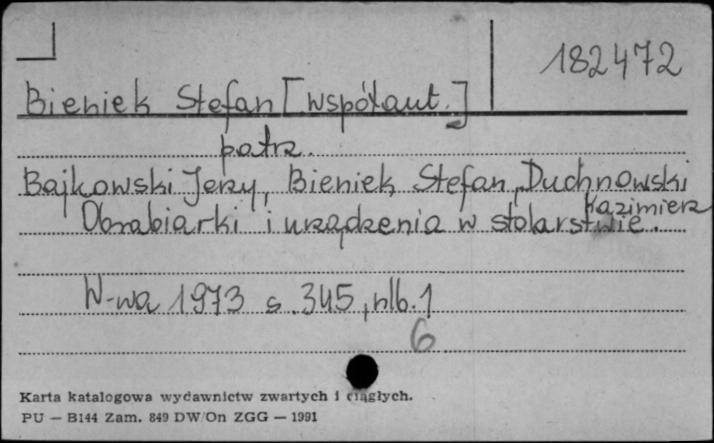 182472
Bieniek Stefan [współaut.]
patrz.
Bajkowski Jerzy, Bieniek Stefan, Duchnowski
Kazimierz
Obrabiarki i urządzenia w stolarstwie.
W-wa 1973 s. 345, nlb. 1
6
Karta katalogowa wydawnictw zwartych i ciągłych.
PU — B144 Zam. 849 DW/On ZGG — 1991